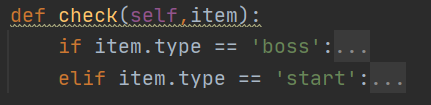 def check(self,item):
    if item.type == 'boss':...
    elif item.type == 'start':...